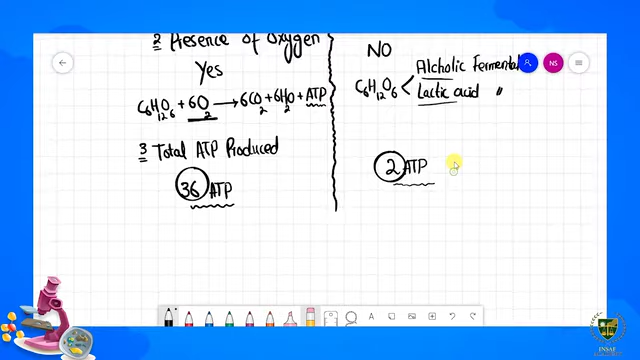 2 Presence of Oxygen
Yes
C6H12O6 + 6O2 → 6CO2 + 6H2O + ATP
3 Total ATP Produced
36 ATP
NO
C6H12O6 < Alcholic Fermentat
Lactic acid "
2 ATP
NS
A
INSAF